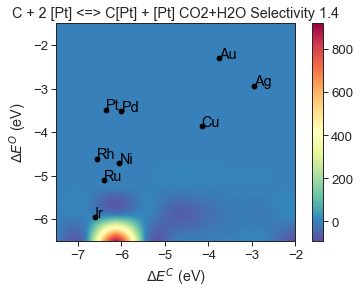 C + 2 [Pt] <=> C[Pt] + [Pt] CO2+H2O Selectivity 1.4
−2
−3
−4
−5
−6
ΔE^O (eV)
Au
Ag
Pt
Pd
Cu
Rh
Ni
Ru
Ir
−7
−6
−5
−4
−3
−2
ΔE^C (eV)
800
600
400
200
0